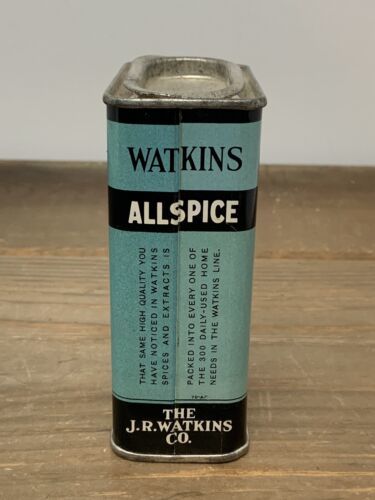 WATKINS
ALLSPICE
THAT SAME HIGH QUALITY YOU
HAVE NOTICED IN WATKINS
SPICES AND EXTRACTS IS
PACKED INTO EVERY ONE OF
THE 300 DAILY-USED HOME
NEEDS IN THE WATKINS LINE.
THE
J.R.WATKINS
CO.